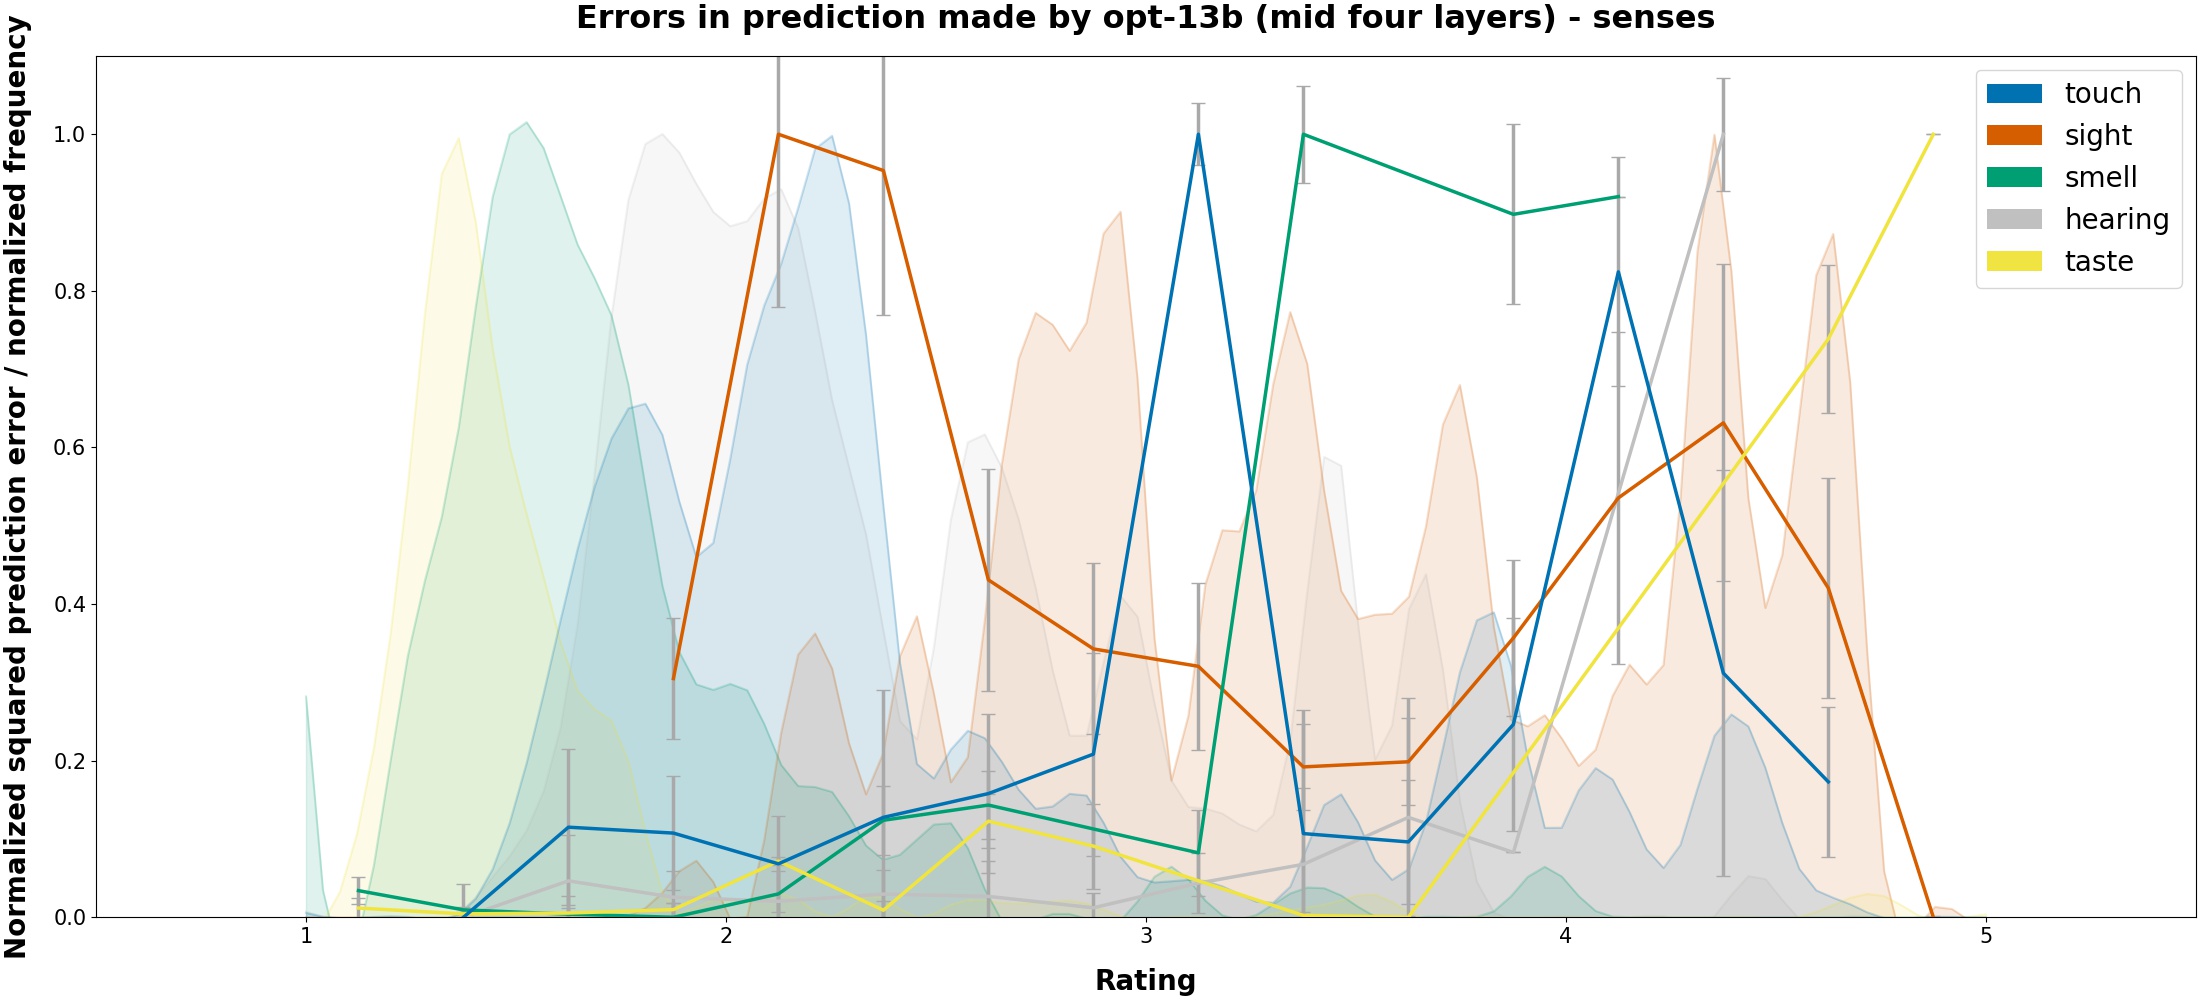 Errors in prediction made by opt-13b (mid four layers) - senses
Normalized squared prediction error / normalized frequency
1.0
0.8
0.6
0.4
0.2
0.0
touch
sight
smell
hearing
taste
1 2 3 4 5
Rating